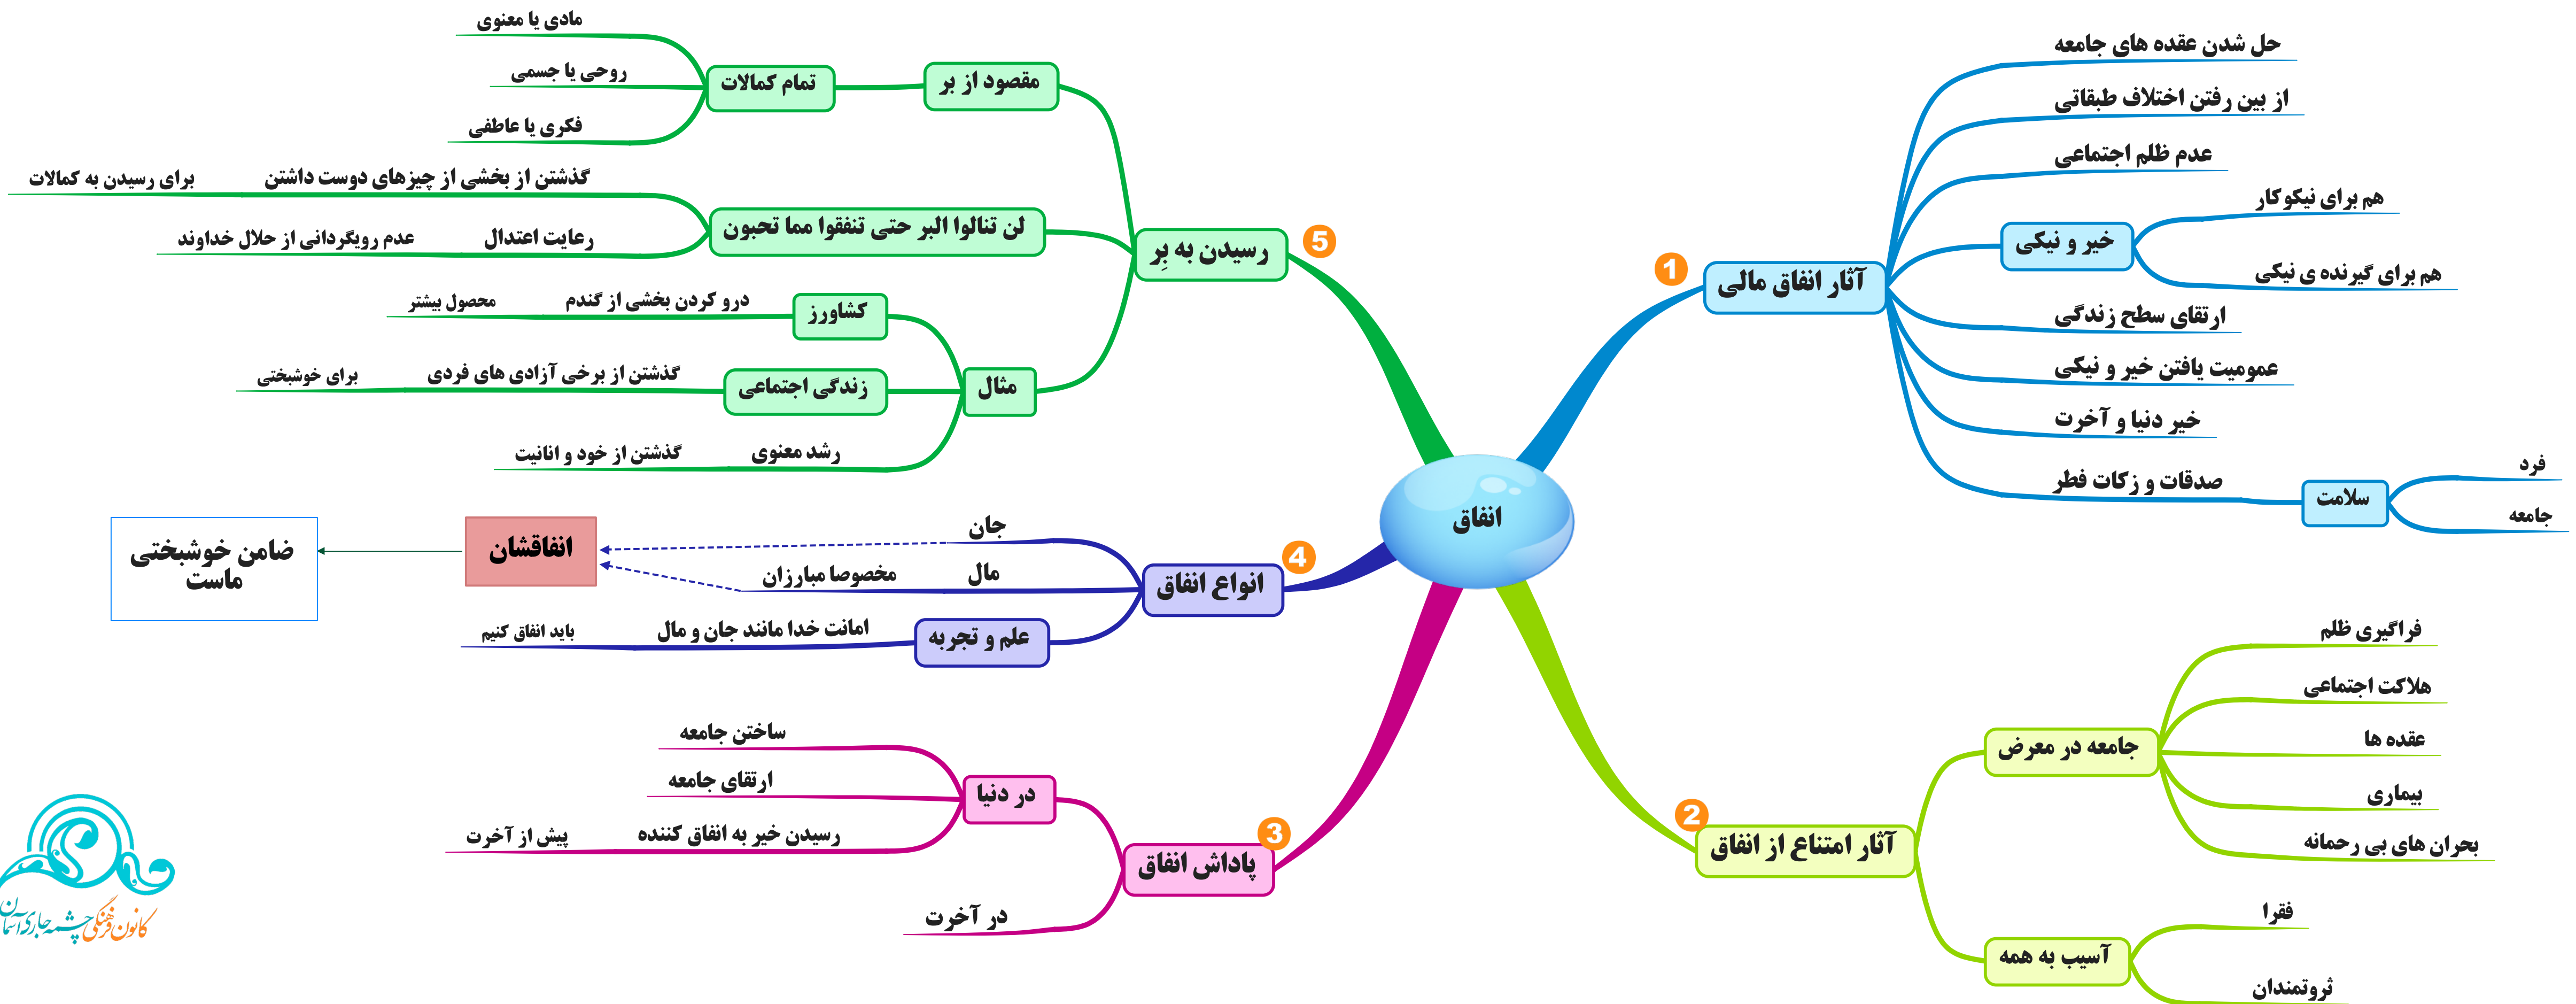 انفاق
1
آثار انفاق مالی
حل شدن عقده های جامعه
از بین رفتن اختلاف طبقاتی
عدم ظلم اجتماعی
خیر و نیکی
هم برای نیکوکار
هم برای گیرنده ی نیکی
ارتقای سطح زندگی
عمومیت یافتن خیر و نیکی
خیر دنیا و آخرت
صدقات و زکات فطر
سلامت
فرد
جامعه
2
آثار امتناع از انفاق
جامعه در معرض
فراگیری ظلم
هلاکت اجتماعی
عقده ها
بیماری
بحران های بی رحمانه
آسیب به همه
فقرا
ثروتمندان
3
پاداش انفاق
در دنیا
ساختن جامعه
ارتقای جامعه
رسیدن خیر به انفاق کننده
پیش از آخرت
در آخرت
4
انواع انفاق
جان
مال
مخصوصا مبارزان
انفاقشان
ضامن خوشبختی
ماست
علم و تجربه
امانت خدا مانند جان و مال
باید انفاق کنیم
5
رسیدن به بِر
مقصود از بر
تمام کمالات
مادی یا معنوی
روحی یا جسمی
فکری یا عاطفی
لن تنالوا البر حتی تنفقوا مما تحبون
گذشتن از بخشی از چیزهای دوست داشتن
برای رسیدن به کمالات
رعایت اعتدال
عدم رویگردانی از حلال خداوند
مثال
کشاورز
درو کردن بخشی از گندم
محصول بیشتر
زندگی اجتماعی
گذشتن از برخی آزادی های فردی
برای خوشبختی
رشد معنوی
گذشتن از خود و انانیت
کانون فرهنگی چشمه جاری آسمان